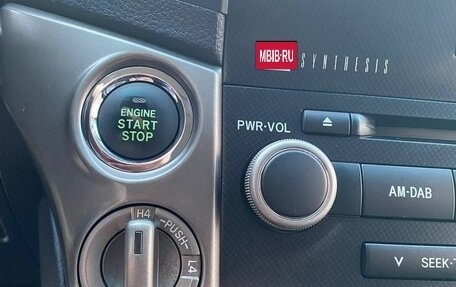 MBIB.RU
SYNTHESIS
ENGINE
START
STOP
PWR·VOL
AM·DAB
H4
PUSH
L4
SEEK·T